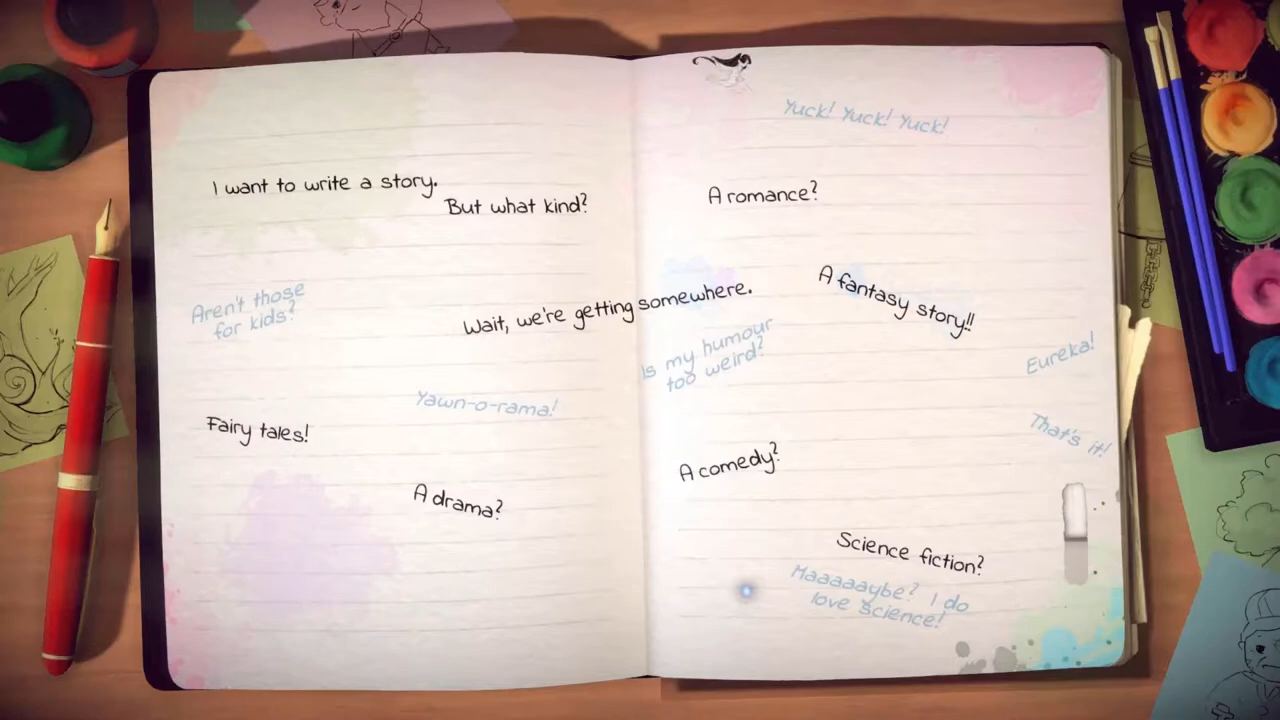 I want to write a story.
But what kind?
Aren't those
for kids?
Wait, we're getting somewhere.
Yawn-o-rama!
Fairy tales!
A drama?
Yuck! Yuck! Yuck!
A romance?
A fantasy story!!
Is my humour
too weird?
Eureka!
That's it!
A comedy?
Science fiction?
Maaaaaybe? I do
love science!